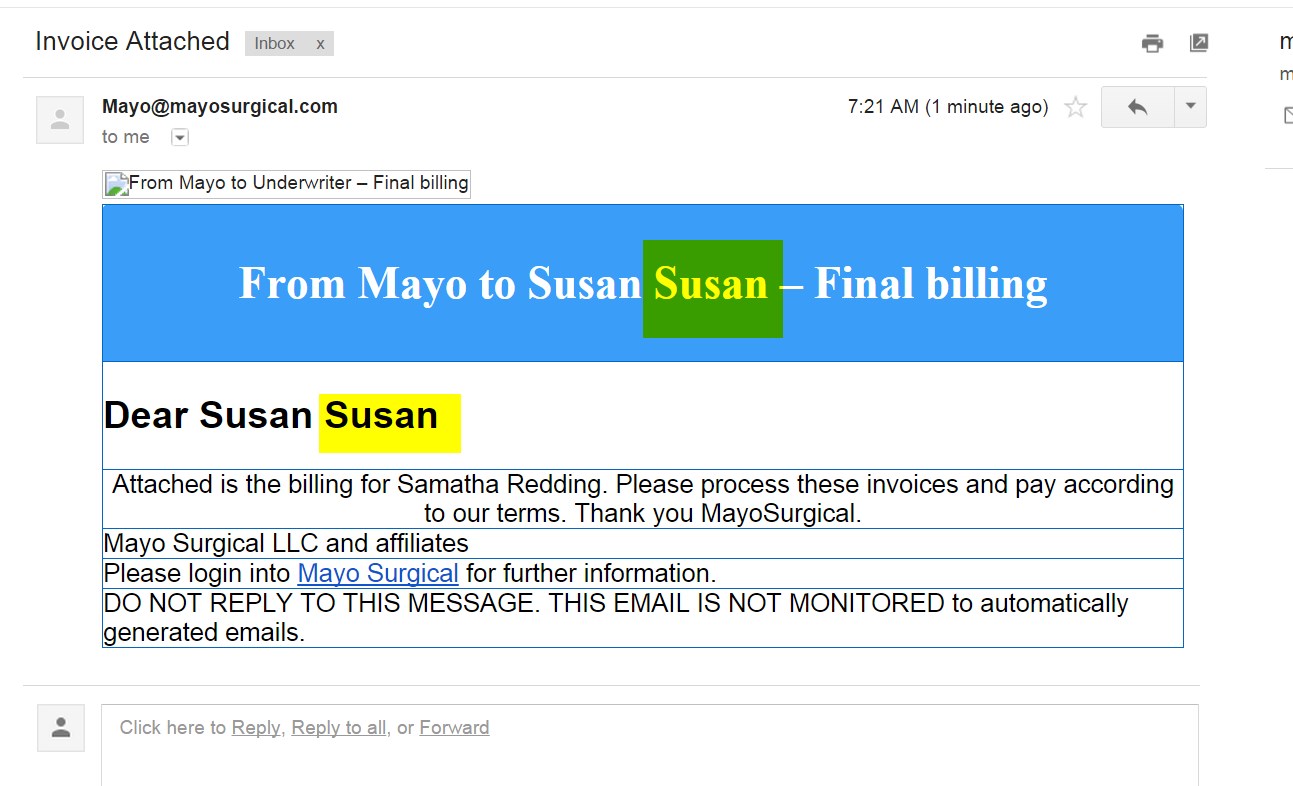 Invoice Attached Inbox x
Mayo@mayosurgical.com 7:21 AM (1 minute ago)
to me
From Mayo to Underwriter – Final billing
From Mayo to Susan Susan – Final billing
Dear Susan Susan
Attached is the billing for Samatha Redding. Please process these invoices and pay according
to our terms. Thank you MayoSurgical.
Mayo Surgical LLC and affiliates
Please login into Mayo Surgical for further information.
DO NOT REPLY TO THIS MESSAGE. THIS EMAIL IS NOT MONITORED to automatically
generated emails.
Click here to Reply, Reply to all, or Forward